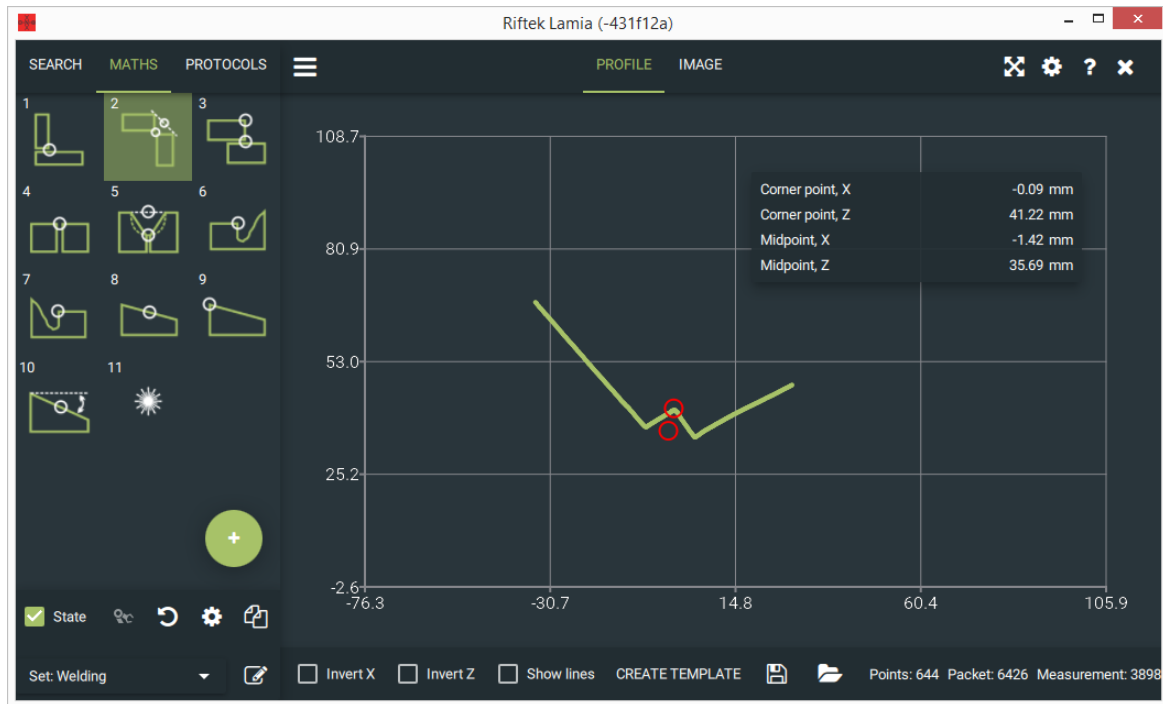 Riftek Lamia (-431f12a)
SEARCH MATHS PROTOCOLS
PROFILE IMAGE
1 2 3
4 5 6
7 8 9
10 11
108.7
80.9
53.0
25.2
-2.6
-76.3 -30.7 14.8 60.4 105.9
Corner point, X -0.09 mm
Corner point, Z 41.22 mm
Midpoint, X -1.42 mm
Midpoint, Z 35.69 mm
State
Set: Welding
Invert X Invert Z Show lines CREATE TEMPLATE Points: 644 Packet: 6426 Measurement: 3898